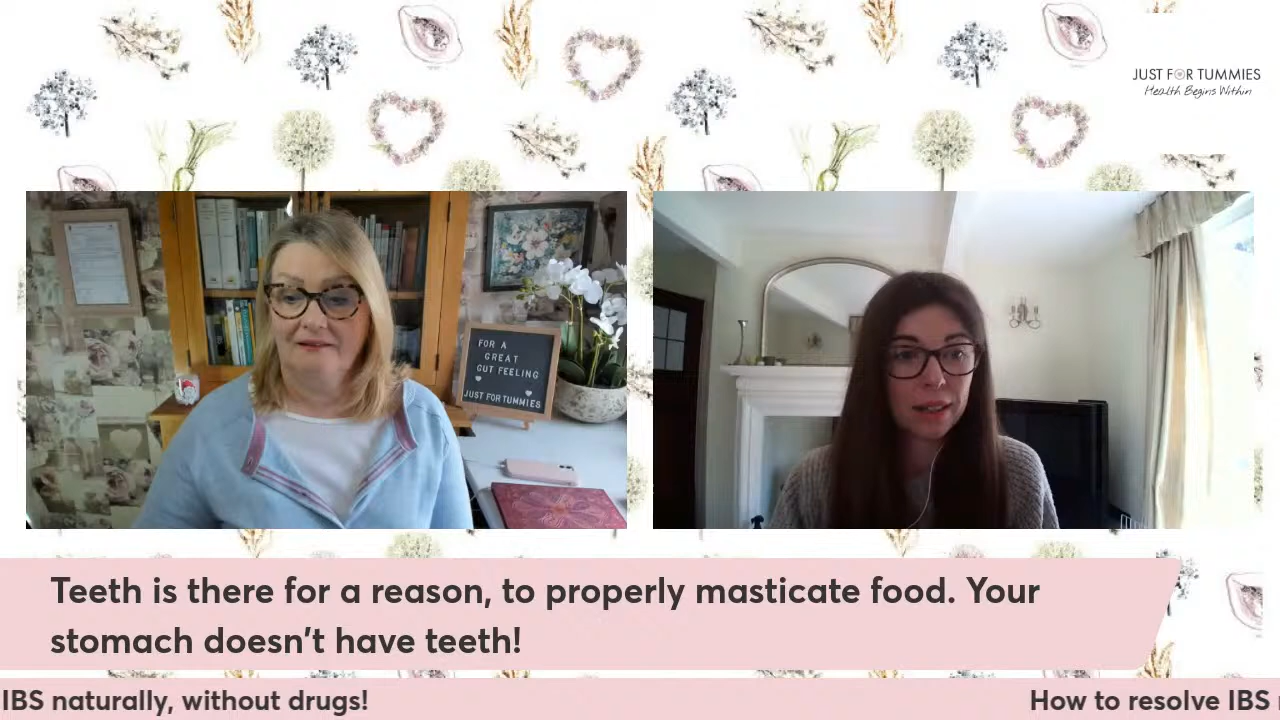 JUST FOR TUMMIES
Health Begins Within
FOR A
GREAT
GUT FEELING
JUST FOR TUMMIES
Teeth is there for a reason, to properly masticate food. Your
stomach doesn't have teeth!
IBS naturally, without drugs!
How to resolve IBS